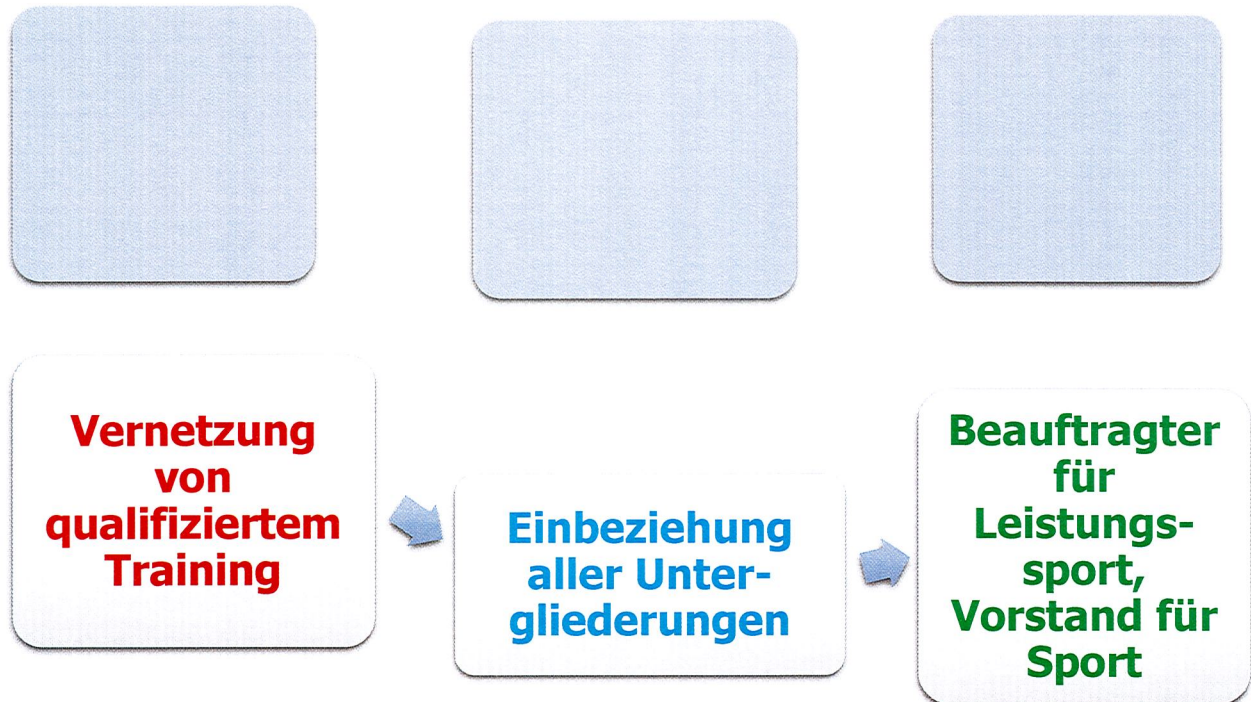 Vernetzung
von
qualifiziertem
Training
Einbeziehung
aller Unter-
gliederungen
Beauftragter
für
Leistungs-
sport,
Vorstand für
Sport